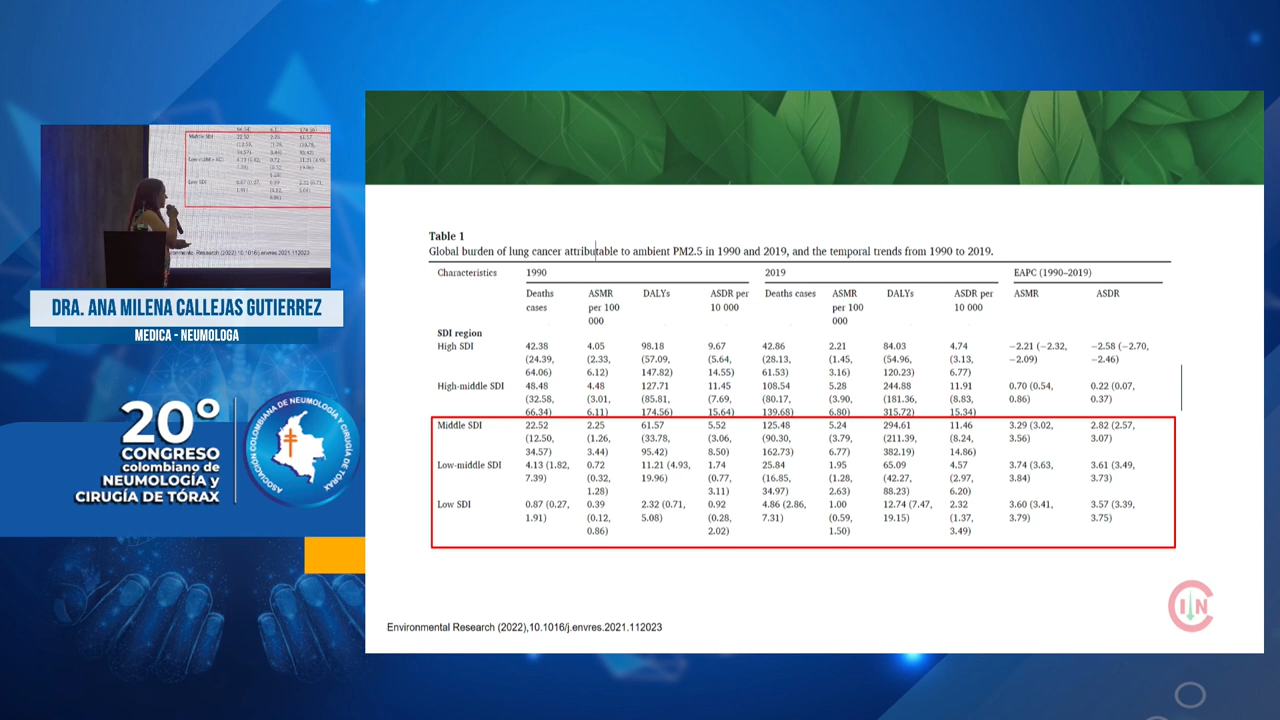 DRA. ANA MILENA CALLEJAS GUTIERREZ
MEDICA - NEUMOLOGA
20º
CONGRESO
colombiano de
NEUMOLOGÍA y
CIRUGÍA DE TÓRAX
ASOCIACIÓN COLOMBIANA DE NEUMOLOGÍA Y CIRUGÍA DE TÓRAX
Table 1
Global burden of lung cancer attributable to ambient PM2.5 in 1990 and 2019, and the temporal trends from 1990 to 2019.
Characteristics 1990 2019 EAPC (1990–2019)
Deaths ASMR DALYs ASDR per Deaths cases ASMR DALYs ASDR per ASMR ASDR
cases per 100 10 000 per 100 10 000
000 000
SDI region
High SDI 42.38 4.05 98.18 9.67 42.86 2.21 84.03 4.74 −2.21 (−2.32, −2.58 (−2.70,
(24.39, (2.33, (57.09, (5.64, (28.13, (1.45, (54.96, (3.13, −2.09) −2.46)
64.06) 6.12) 147.82) 14.55) 61.53) 3.16) 120.23) 6.77)
High-middle SDI 48.48 4.48 127.71 11.45 108.54 5.28 244.88 11.91 0.70 (0.54, 0.22 (0.07,
(32.58, (3.01, (85.81, (7.69, (80.17, (3.90, (181.36, (8.83, 0.86) 0.37)
66.34) 6.11) 174.56) 15.64) 139.68) 6.80) 315.72) 15.34)
Middle SDI 22.52 2.25 61.57 5.52 125.48 5.24 294.61 11.46 3.29 (3.02, 2.82 (2.57,
(12.50, (1.26, (33.78, (3.06, (90.30, (3.79, (211.39, (8.24, 3.56) 3.07)
34.57) 3.44) 95.42) 8.50) 162.73) 6.77) 382.19) 14.86)
Low-middle SDI 4.13 (1.82, 0.72 11.21 (4.93, 1.74 25.84 1.95 65.09 4.57 3.74 (3.63, 3.61 (3.49,
7.39) (0.32, 19.96) (0.77, (16.85, (1.28, (42.27, (2.97, 3.84) 3.73)
1.28) 3.11) 34.97) 2.63) 88.23) 6.20)
Low SDI 0.87 (0.27, 0.39 2.32 (0.71, 0.92 4.86 (2.86, 1.00 12.74 (7.47, 2.32 3.60 (3.41, 3.57 (3.39,
1.91) (0.12, 5.08) (0.28, 7.31) (0.59, 19.15) (1.37, 3.79) 3.75)
0.86) 2.02) 1.50) 3.49)
Environmental Research (2022),10.1016/j.envres.2021.112023
CIN